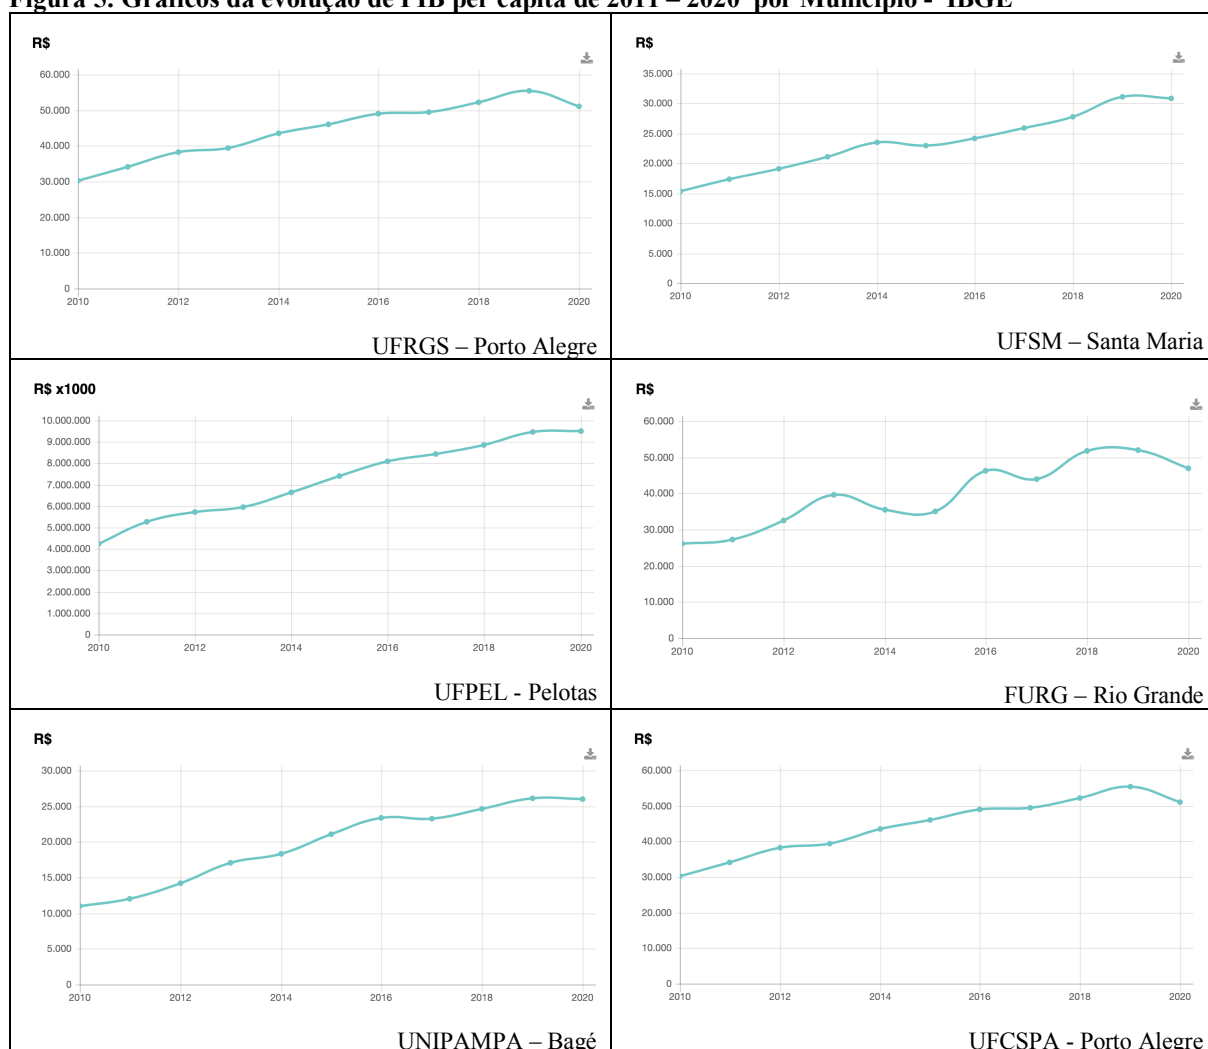 Figura 5: Gráficos da evolução de PIB per capita de 2011 – 2020 por Município - IBGE
R$
60.000
50.000
40.000
30.000
20.000
10.000
0
2010 2012 2014 2016 2018 2020
UFRGS – Porto Alegre
R$
35.000
30.000
25.000
20.000
15.000
10.000
5.000
0
2010 2012 2014 2016 2018 2020
UFSM – Santa Maria
R$ x1000
10.000.000
9.000.000
8.000.000
7.000.000
6.000.000
5.000.000
4.000.000
3.000.000
2.000.000
1.000.000
0
2010 2012 2014 2016 2018 2020
UFPEL - Pelotas
R$
60.000
50.000
40.000
30.000
20.000
10.000
0
2010 2012 2014 2016 2018 2020
FURG – Rio Grande
R$
30.000
25.000
20.000
15.000
10.000
5.000
0
2010 2012 2014 2016 2018 2020
UNIPAMPA – Bagé
R$
60.000
50.000
40.000
30.000
20.000
10.000
0
2010 2012 2014 2016 2018 2020
UFCSPA - Porto Alegre